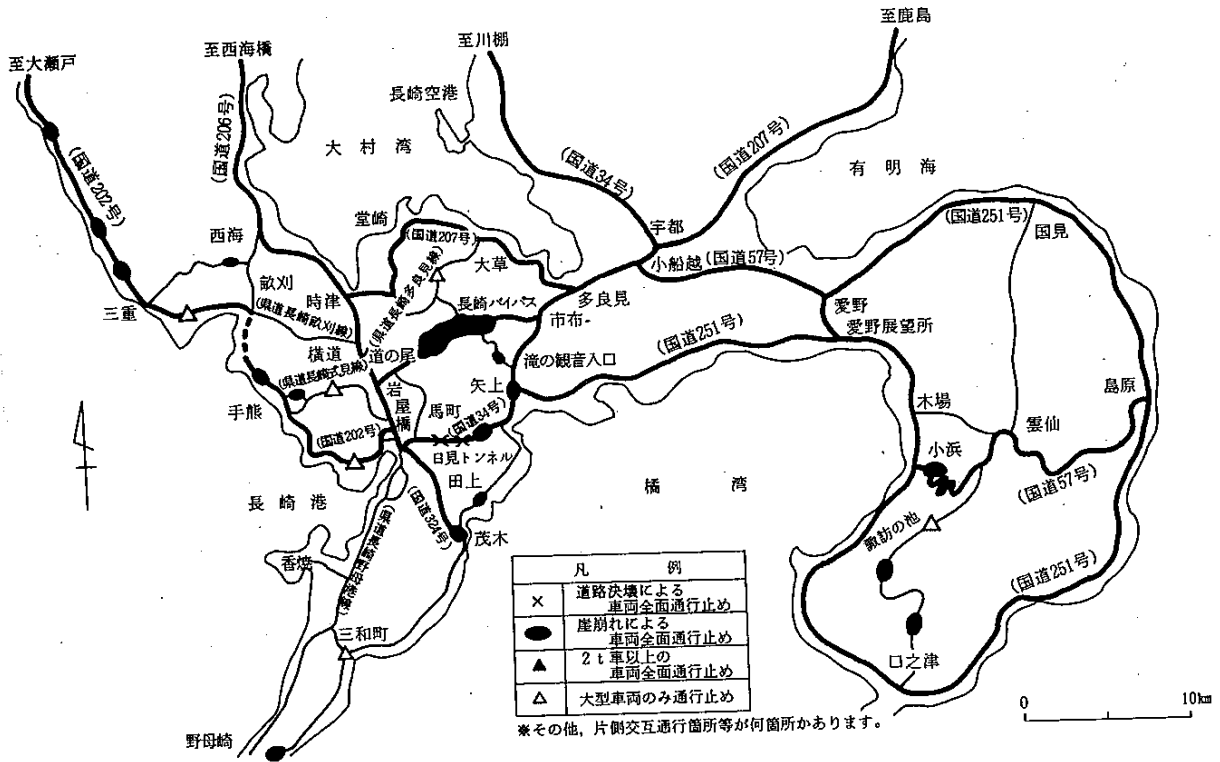 至大瀬戸
至西海橋
至川棚
至鹿島
長崎空港
大村湾
有明海
(国道206号)
(国道202号)
(国道34号)
(国道207号)
(国道251号)
国見
西海
堂崎
(国道207号)
宇都
小船越
(国道57号)
大草
畝刈
時津
(県道長崎多良見線)
長崎バイパス
多良見
市布
愛野
愛野展望所
三重
(県道長崎畝刈線)
(国道251号)
横道
道の尾
滝の観音入口
(県道長崎式見線)
矢上
岩屋橋
馬町
(国道34号)
手熊
(国道202号)
日見トンネル
田上
木場
雲仙
島原
小浜
(国道57号)
長崎港
(国道324号)
茂木
橘湾
諏訪の池
(国道251号)
香焼
三和町
口之津
野母崎
凡例
× 道路決壊による
車両全面通行止め
崖崩れによる
車両全面通行止め
▲ 2t車以上の
車両全面通行止め
△ 大型車両のみ通行止め
※その他,片側交互通行箇所等が何箇所かあります。
0 10km